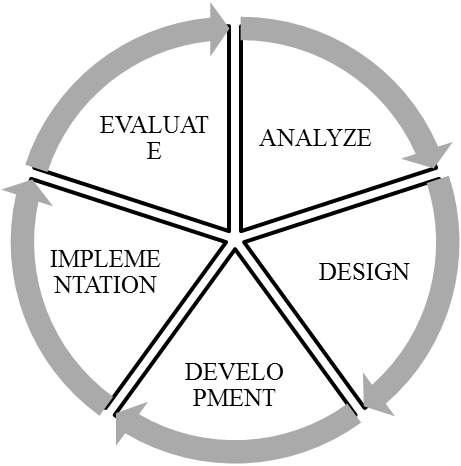 EVALUAT
E
ANALYZE
IMPLEME
NTATION
DESIGN
DEVELO
PMENT